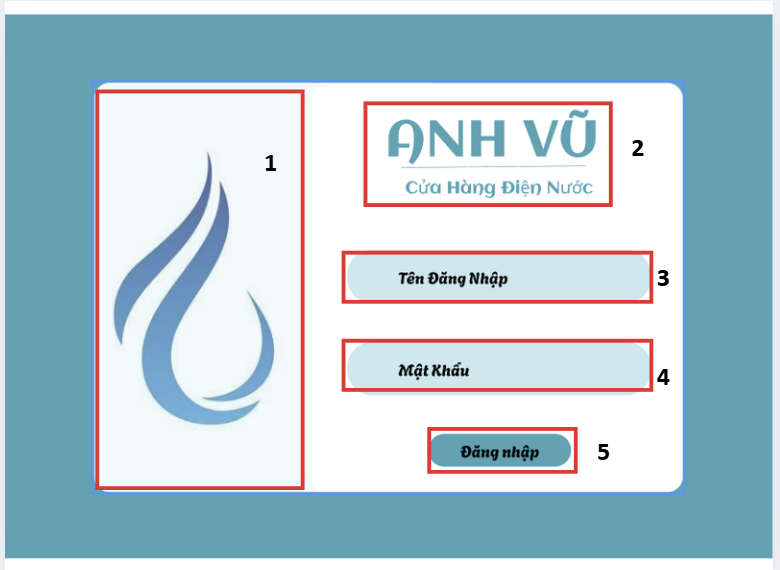 1
ANH VŨ
2
Cửa Hàng Điện Nước
Tên Đăng Nhập
3
Mật Khẩu
4
Đăng nhập
5